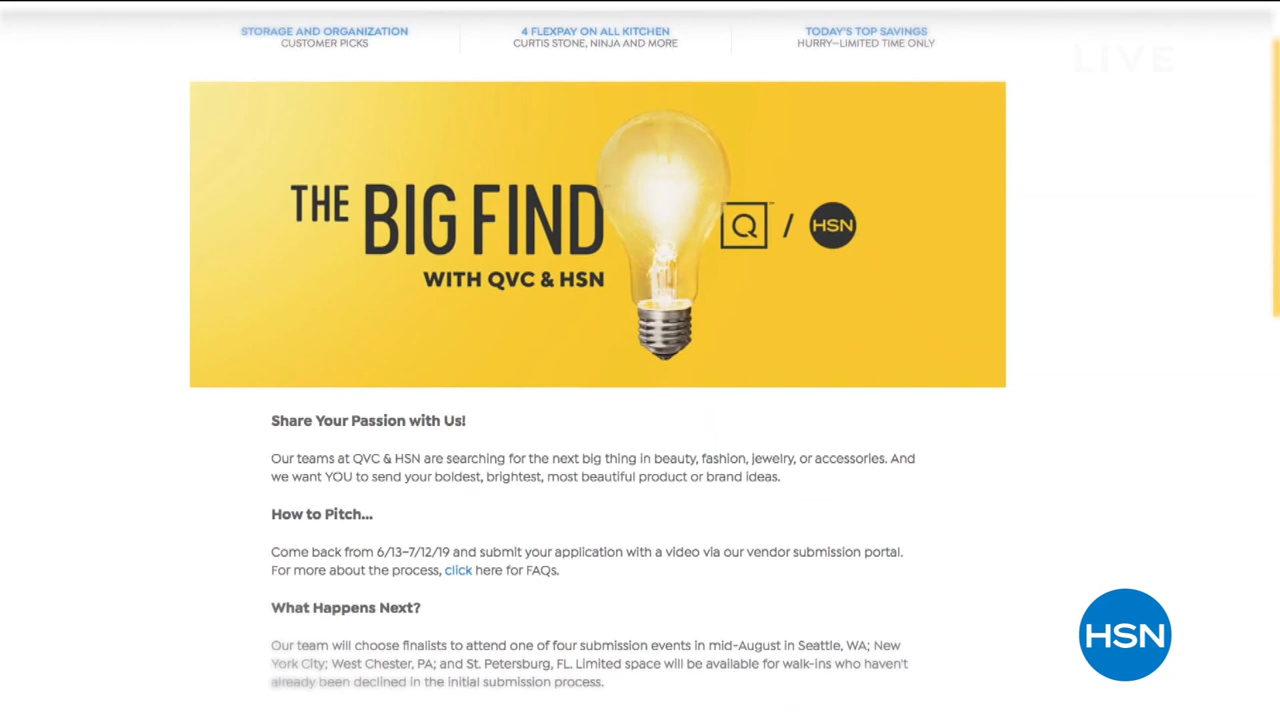 STORAGE AND ORGANIZATION
CUSTOMER PICKS
4 FLEXPAY ON ALL KITCHEN
CURTIS STONE, NINJA AND MORE
TODAY'S TOP SAVINGS
HURRY—LIMITED TIME ONLY
LIVE
THE BIG FIND
WITH QVC & HSN
Q™ / HSN
Share Your Passion with Us!
Our teams at QVC & HSN are searching for the next big thing in beauty, fashion, jewelry, or accessories. And
we want YOU to send your boldest, brightest, most beautiful product or brand ideas.
How to Pitch...
Come back from 6/13–7/12/19 and submit your application with a video via our vendor submission portal.
For more about the process, click here for FAQs.
What Happens Next?
Our team will choose finalists to attend one of four submission events in mid-August in Seattle, WA; New
York City; West Chester, PA; and St. Petersburg, FL. Limited space will be available for walk-ins who haven't
already been declined in the initial submission process.
HSN